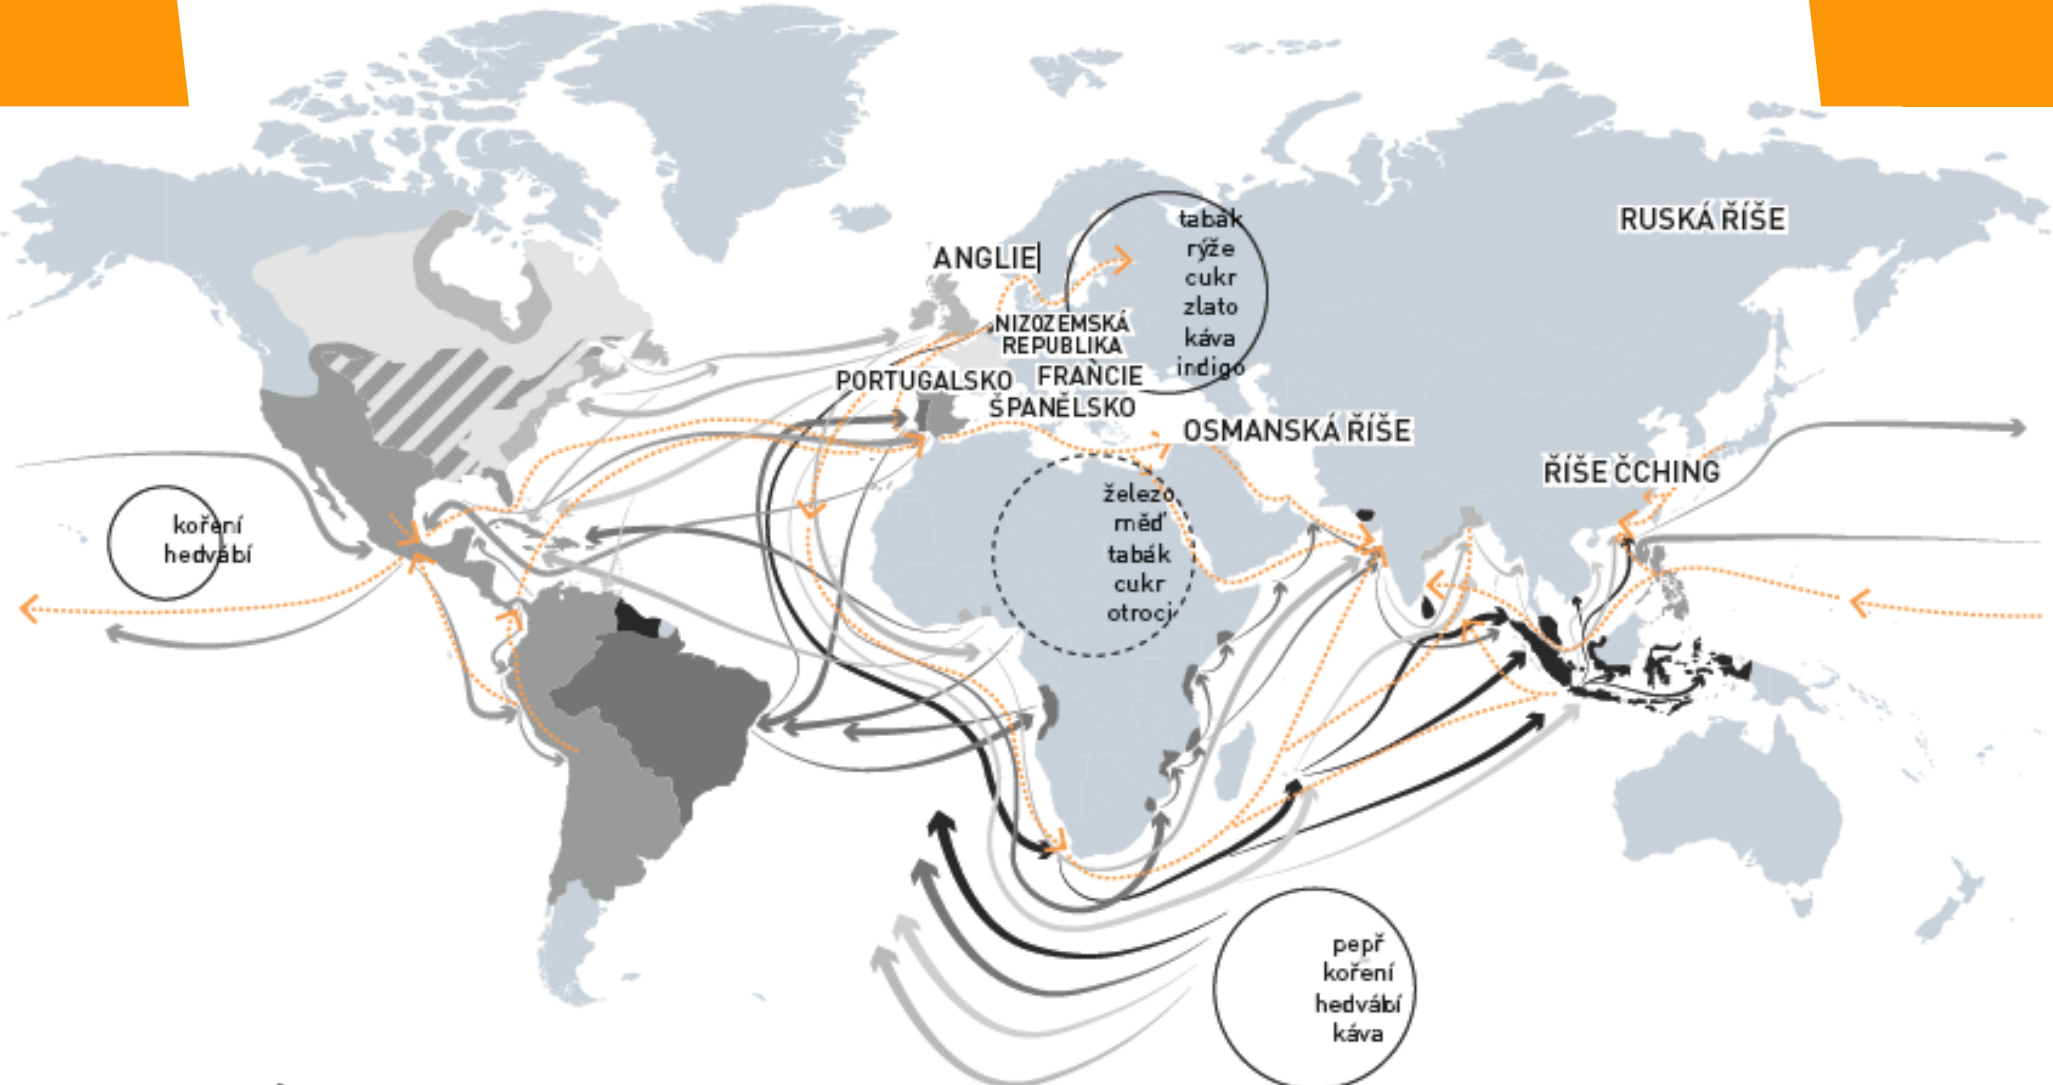 tabák
rýže
cukr
zlato
káva
indigo
RUSKÁ ŘÍŠE
ANGLIE
NIZOZEMSKÁ
REPUBLIKA
PORTUGALSKO
FRANCIE
ŠPANĚLSKO
OSMANSKÁ ŘÍŠE
ŘÍŠE ČCHING
koření
hedvábí
železo
měď
tabák
cukr
otroci
pepř
koření
hedvábí
káva